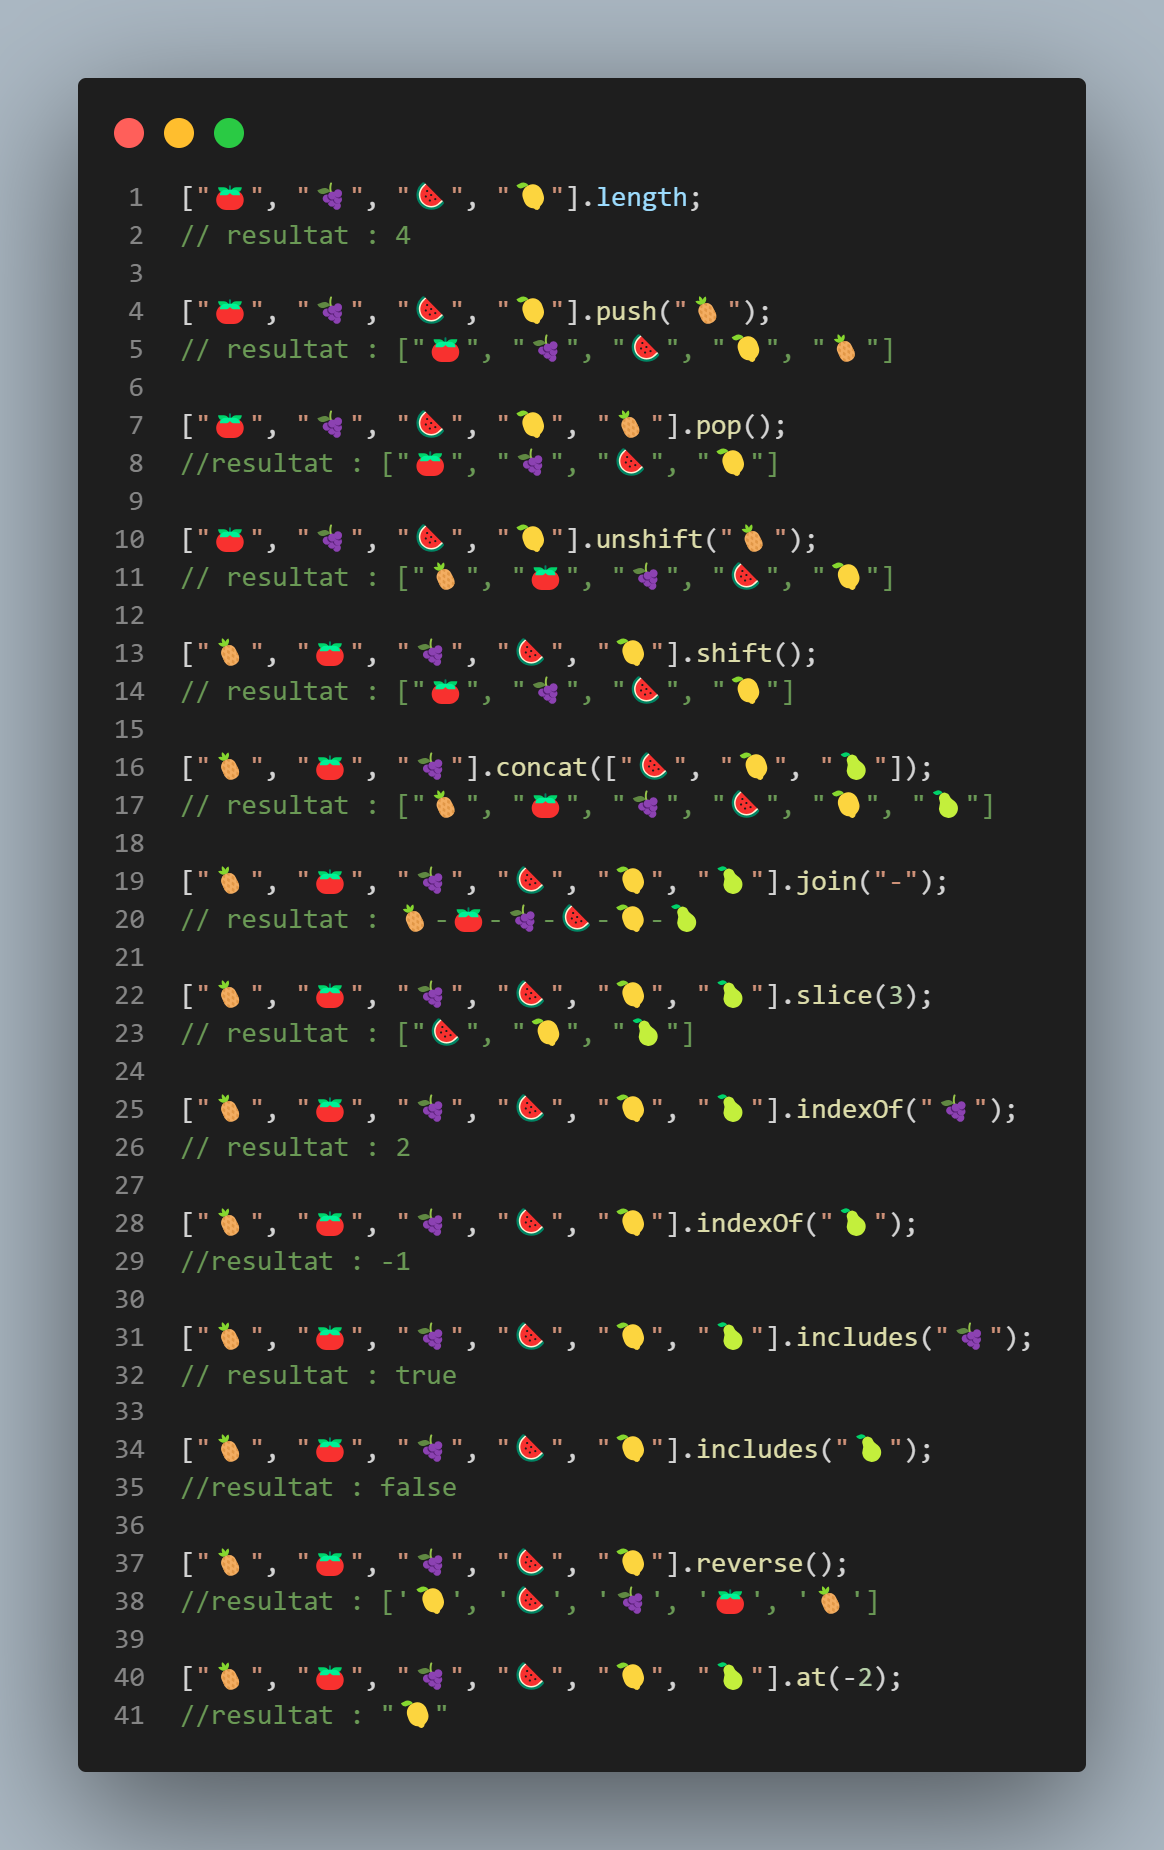 1 ["🍅", "🍇", "🍉", "🍋"].length;
2 // resultat : 4
3
4 ["🍅", "🍇", "🍉", "🍋"].push("🍍");
5 // resultat : ["🍅", "🍇", "🍉", "🍋", "🍍"]
6
7 ["🍅", "🍇", "🍉", "🍋", "🍍"].pop();
8 //resultat : ["🍅", "🍇", "🍉", "🍋"]
9
10 ["🍅", "🍇", "🍉", "🍋"].unshift("🍍");
11 // resultat : ["🍍", "🍅", "🍇", "🍉", "🍋"]
12
13 ["🍍", "🍅", "🍇", "🍉", "🍋"].shift();
14 // resultat : ["🍅", "🍇", "🍉", "🍋"]
15
16 ["🍍", "🍅", "🍇"].concat(["🍉", "🍋", "🍐"]);
17 // resultat : ["🍍", "🍅", "🍇", "🍉", "🍋", "🍐"]
18
19 ["🍍", "🍅", "🍇", "🍉", "🍋", "🍐"].join("-");
20 // resultat : 🍍-🍅-🍇-🍉-🍋-🍐
21
22 ["🍍", "🍅", "🍇", "🍉", "🍋", "🍐"].slice(3);
23 // resultat : ["🍉", "🍋", "🍐"]
24
25 ["🍍", "🍅", "🍇", "🍉", "🍋", "🍐"].indexOf("🍇");
26 // resultat : 2
27
28 ["🍍", "🍅", "🍇", "🍉", "🍋"].indexOf("🍐");
29 //resultat : -1
30
31 ["🍍", "🍅", "🍇", "🍉", "🍋", "🍐"].includes("🍇");
32 // resultat : true
33
34 ["🍍", "🍅", "🍇", "🍉", "🍋"].includes("🍐");
35 //resultat : false
36
37 ["🍍", "🍅", "🍇", "🍉", "🍋"].reverse();
38 //resultat : ['🍋', '🍉', '🍇', '🍅', '🍍']
39
40 ["🍍", "🍅", "🍇", "🍉", "🍋", "🍐"].at(-2);
41 //resultat : "🍋"